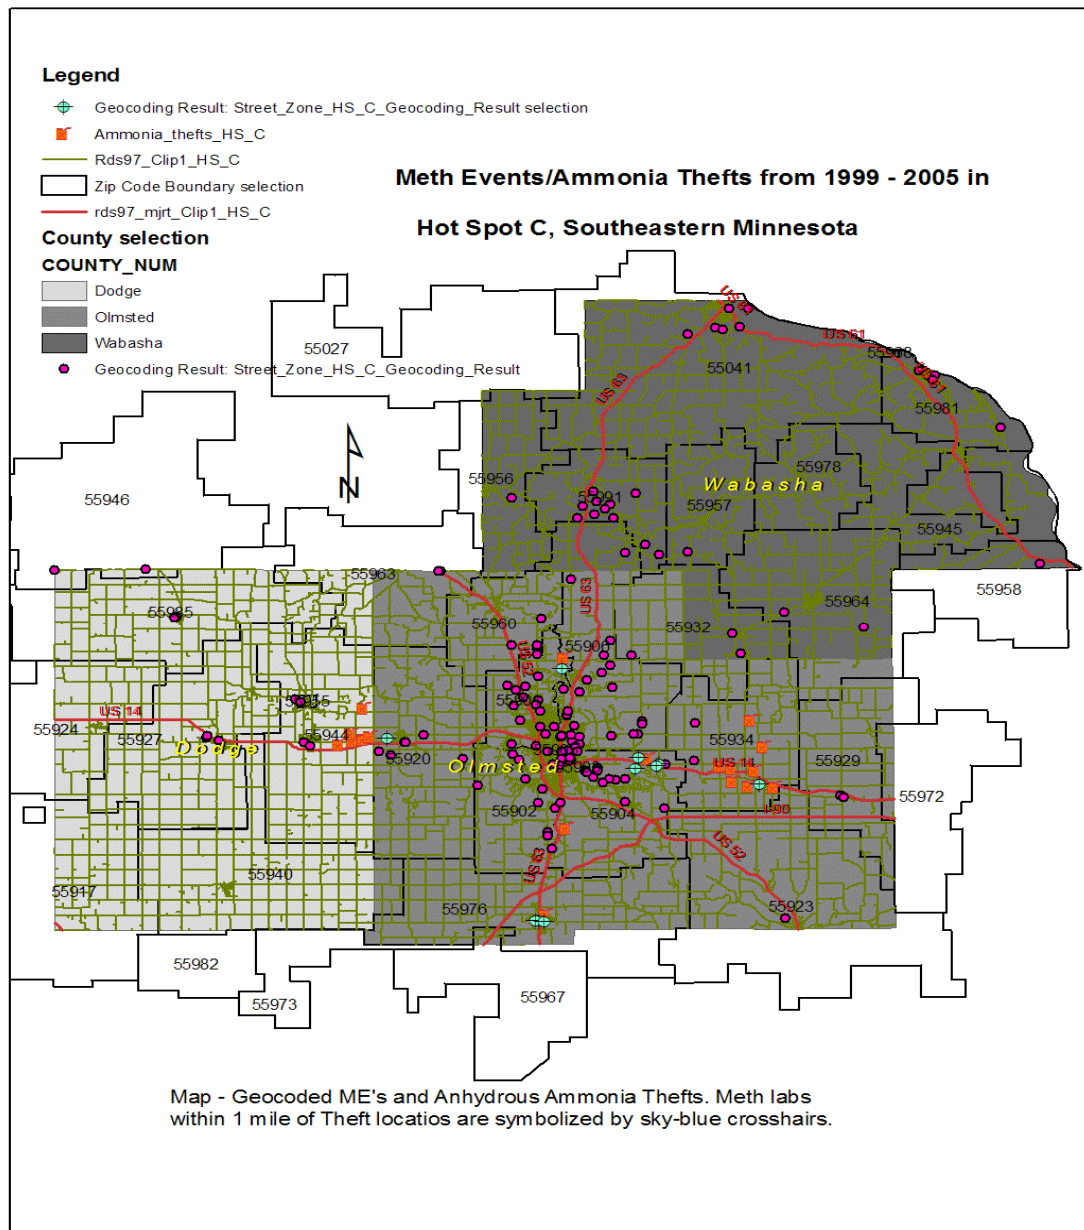 Legend
Geocoding Result: Street_Zone_HS_C_Geocoding_Result selection
Ammonia_thefts_HS_C
Rds97_Clip1_HS_C
Zip Code Boundary selection
rds97_mjrt_Clip1_HS_C
County selection
COUNTY_NUM
Dodge
Olmsted
Wabasha
Geocoding Result: Street_Zone_HS_C_Geocoding_Result
Meth Events/Ammonia Thefts from 1999 - 2005 in
Hot Spot C, Southeastern Minnesota
US 61
55027
55041
US 63
55981
N
55946
55956
55978
Wabasha
55957
55945
55963
US 63
55958
55985
55964
55960
55932
US 52
55906
US 14
55924
55927
55944
Dodge
55920
Olmsted
55934
US 14
55929
55972
55902
55904
I-90
US 52
US 63
55940
55917
55976
55923
55982
55973
55967
Map - Geocoded ME's and Anhydrous Ammonia Thefts. Meth labs
within 1 mile of Theft locatios are symbolized by sky-blue crosshairs.